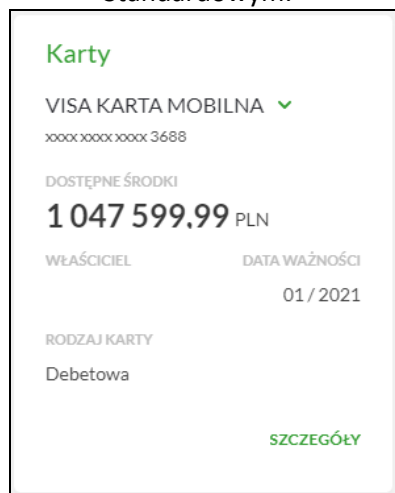 Karty
VISA KARTA MOBILNA
xxxx xxxx xxxx 3688
DOSTĘPNE ŚRODKI
1 047 599,99 PLN
WŁAŚCICIEL DATA WAŻNOŚCI
01 / 2021
RODZAJ KARTY
Debetowa
SZCZEGÓŁY